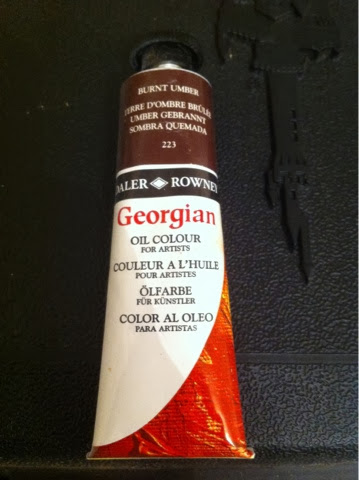 BURNT UMBER
TERRE D'OMBRE BRÛLÉE
UMBER GEBRANNT
SOMBRA QUEMADA
223
DALER ROWNEY
Georgian
OIL COLOUR
FOR ARTISTS
COULEUR A L'HUILE
POUR ARTISTES
ÖLFARBE
FÜR KÜNSTLER
COLOR AL OLEO
PARA ARTISTAS